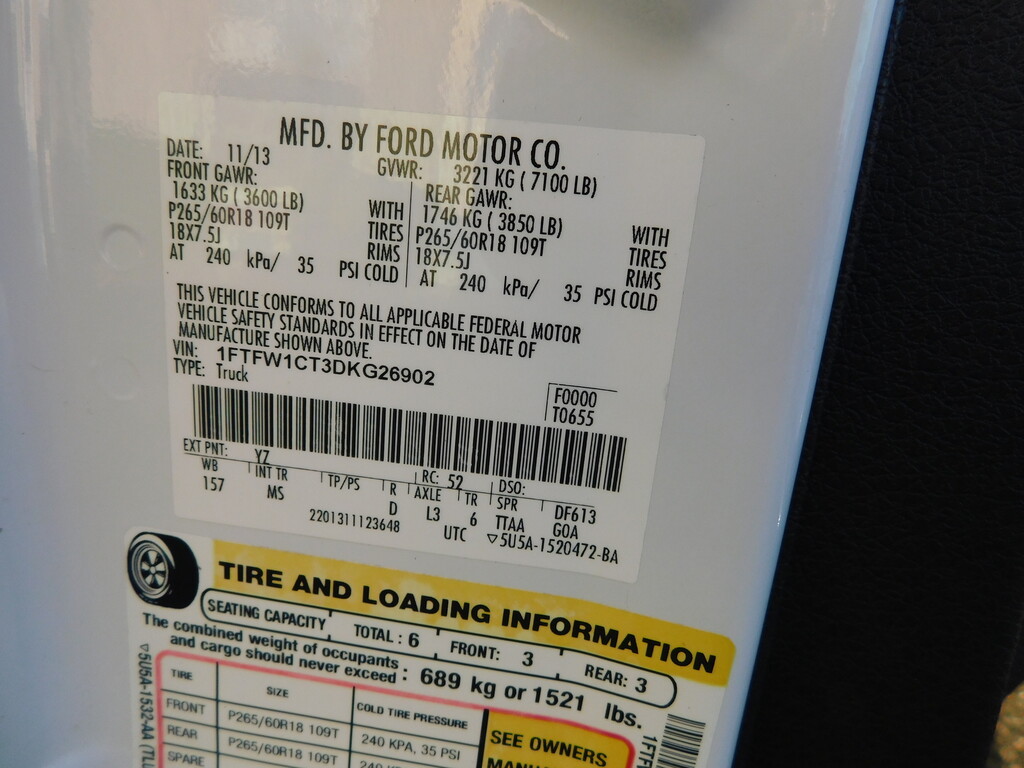 MFD. BY FORD MOTOR CO.
DATE: 11/13 GVWR: 3221 KG ( 7100 LB)
FRONT GAWR: REAR GAWR:
1633 KG ( 3600 LB) WITH 1746 KG ( 3850 LB) WITH
P265/60R18 109T TIRES P265/60R18 109T TIRES
18X7.5J RIMS 18X7.5J RIMS
AT 240 kPa/ 35 PSI COLD AT 240 kPa/ 35 PSI COLD
THIS VEHICLE CONFORMS TO ALL APPLICABLE FEDERAL MOTOR
VEHICLE SAFETY STANDARDS IN EFFECT ON THE DATE OF
MANUFACTURE SHOWN ABOVE.
VIN: 1FTFW1CT3DKG26902
TYPE: Truck
F0000
T0655
EXT PNT: YZ RC: 52 DSO:
WB INT TR TP/PS R AXLE TR SPR DF613
157 MS D L3 6 TTAA GOA
2201311123648 UTC ▽5U5A-1520472-BA
TIRE AND LOADING INFORMATION
SEATING CAPACITY TOTAL : 6 FRONT: 3 REAR: 3
The combined weight of occupants
and cargo should never exceed : 689 kg or 1521 lbs.
TIRE SIZE COLD TIRE PRESSURE
FRONT P265/60R18 109T 240 KPA, 35 PSI
REAR P265/60R18 109T
SPARE
SEE OWNERS
▽5U5A-1532-AA